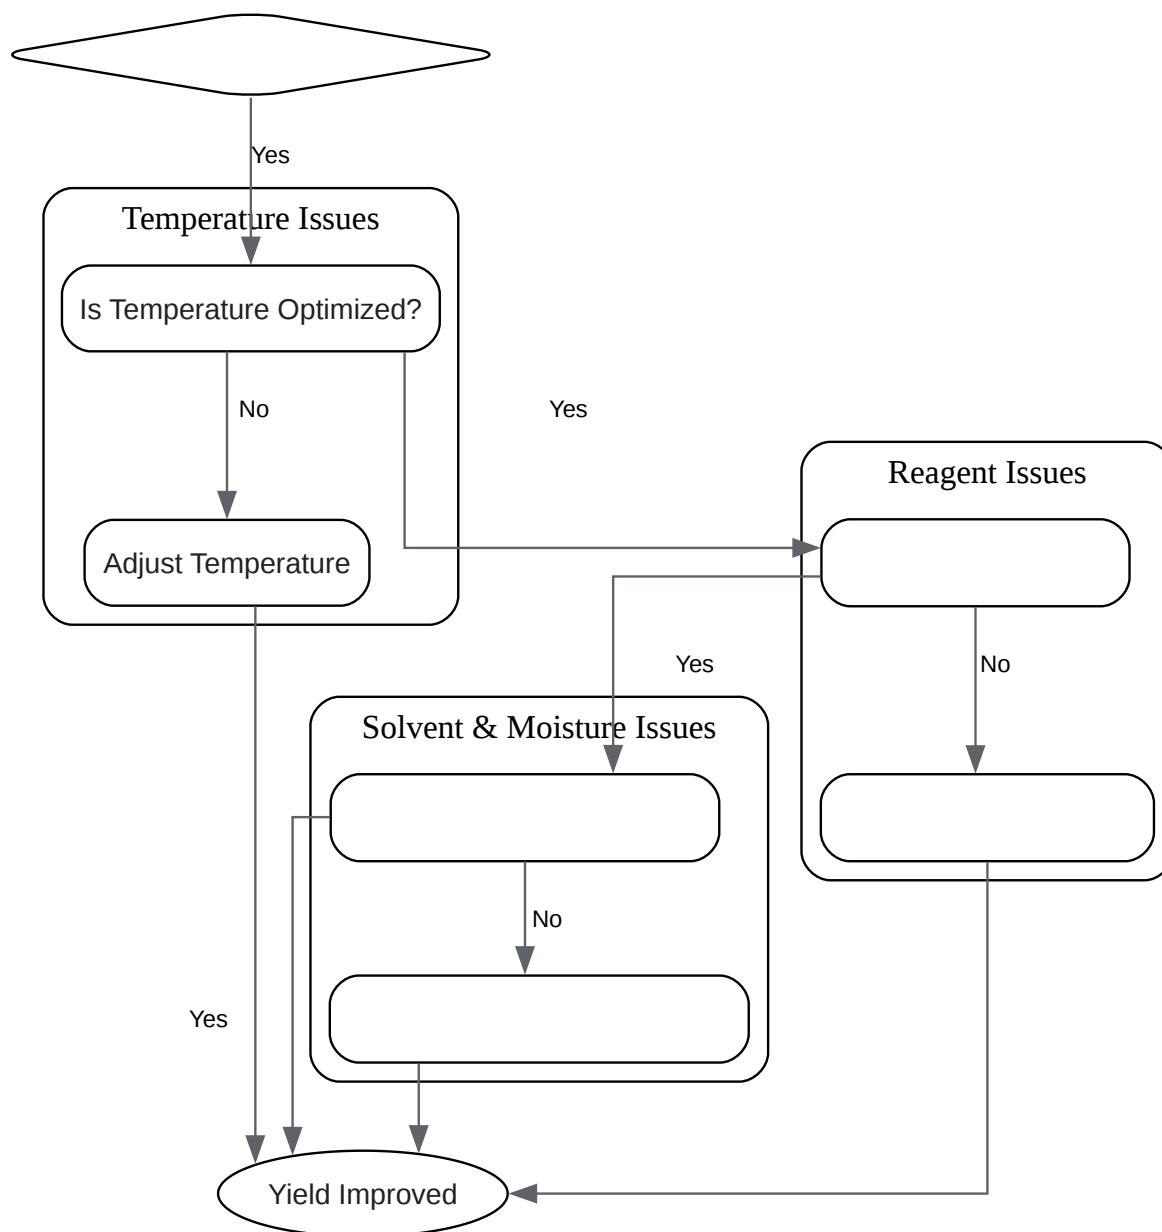 Yes
Temperature Issues
Is Temperature Optimized?
No
Yes
Reagent Issues
Adjust Temperature
Yes
No
Solvent & Moisture Issues
No
Yes
Yield Improved